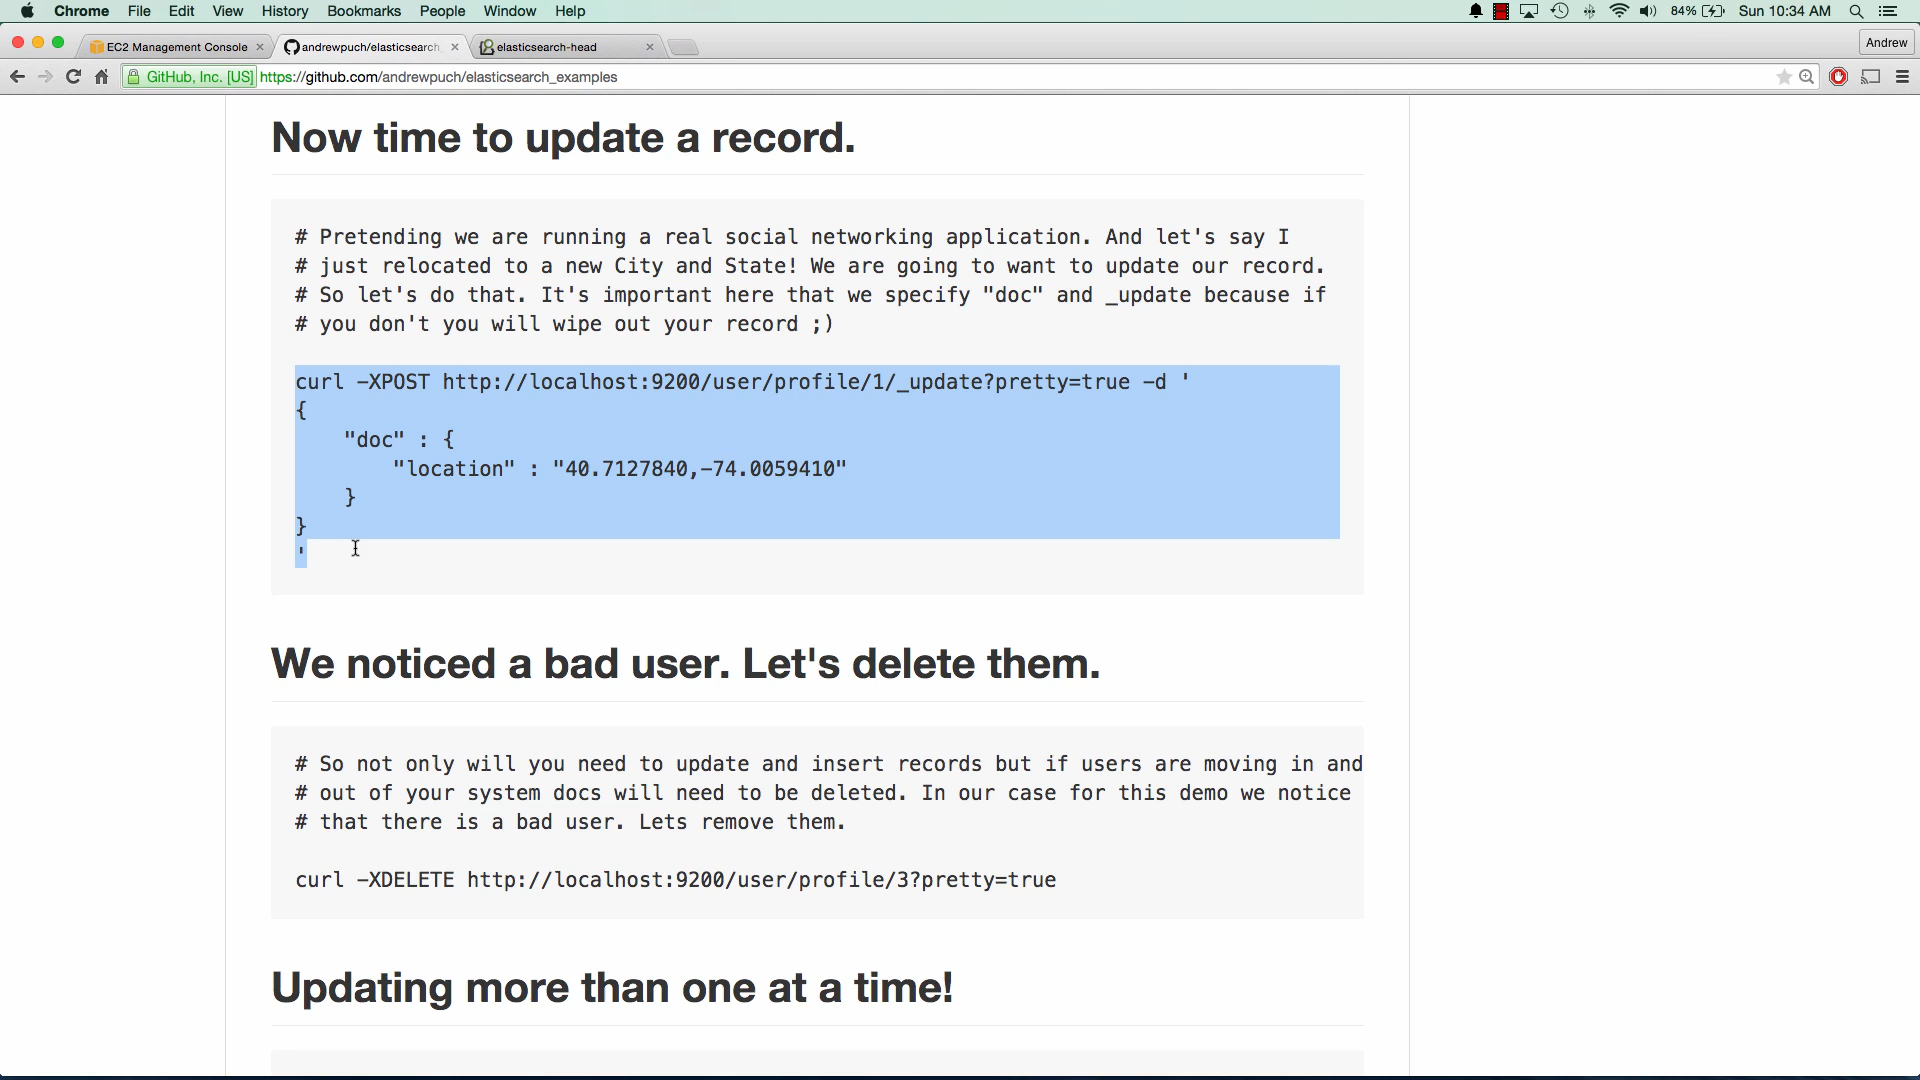 Chrome File Edit View History Bookmarks People Window Help 84% Sun 10:34 AM
EC2 Management Console andrewpuch/elasticsearch_ elasticsearch-head Andrew
GitHub, Inc. [US] https://github.com/andrewpuch/elasticsearch_examples
Now time to update a record.
# Pretending we are running a real social networking application. And let's say I
# just relocated to a new City and State! We are going to want to update our record.
# So let's do that. It's important here that we specify "doc" and _update because if
# you don't you will wipe out your record ;)
curl -XPOST http://localhost:9200/user/profile/1/_update?pretty=true -d '
{
    "doc" : {
        "location" : "40.7127840,-74.0059410"
    }
}
'
We noticed a bad user. Let's delete them.
# So not only will you need to update and insert records but if users are moving in and
# out of your system docs will need to be deleted. In our case for this demo we notice
# that there is a bad user. Lets remove them.
curl -XDELETE http://localhost:9200/user/profile/3?pretty=true
Updating more than one at a time!